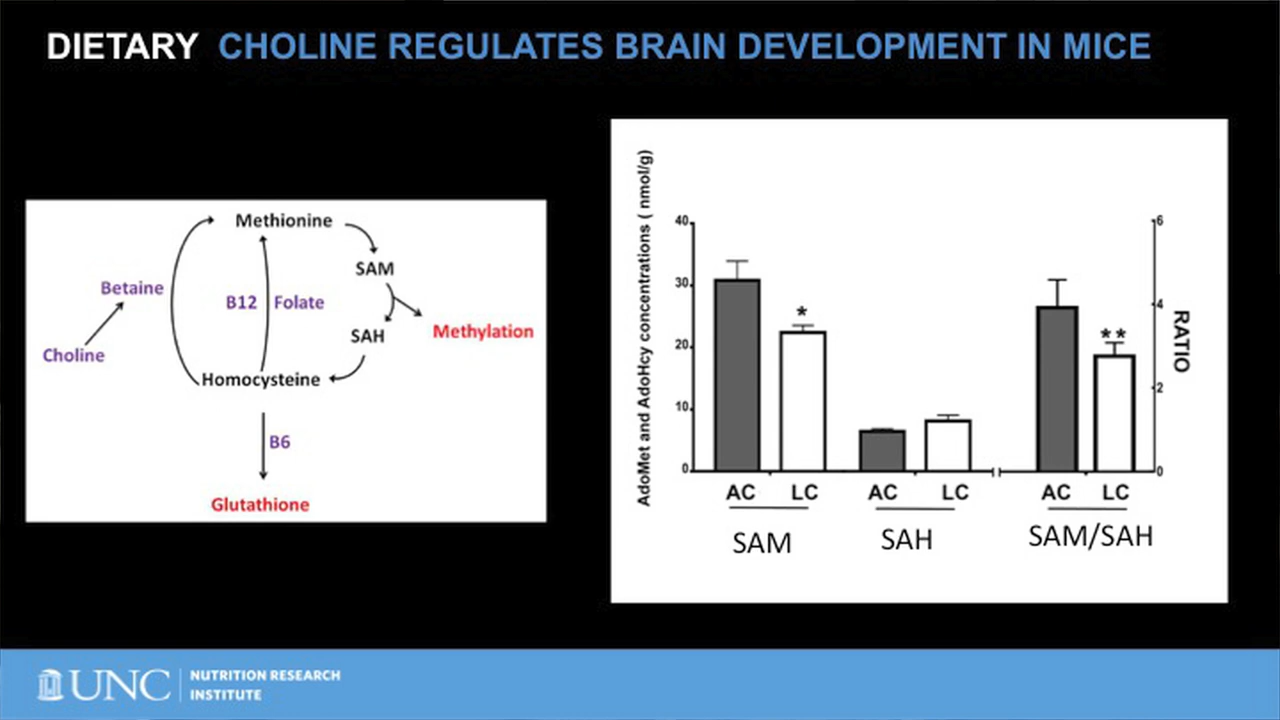 DIETARY CHOLINE REGULATES BRAIN DEVELOPMENT IN MICE
Methionine
SAM
Betaine
B12 Folate
SAH
Methylation
Choline
Homocysteine
B6
Glutathione
AdoMet and AdoHcy concentrations ( nmol/g)
40
30
20
10
0
*
**
6
4
2
0
RATIO
AC LC AC LC AC LC
SAM SAH SAM/SAH
UNC NUTRITION RESEARCH
INSTITUTE